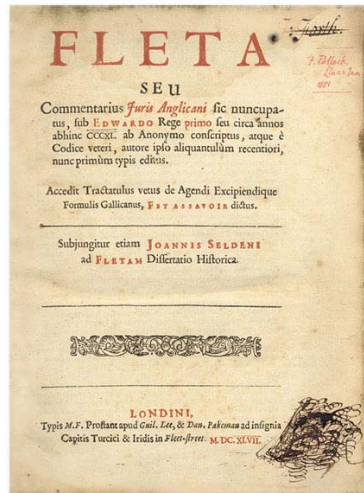 FLETA
SEU
Commentarius Juris Anglicani sic nuncupa-
tus, sub EDWARDO Rege primo seu circa annos
abhinc CCCXL. ab Anonymo conscriptus, atque è
Codice veteri, autore ipso aliquantulùm recentiori,
nunc primùm typis editus.
Accedit Tractatulus vetus de Agendi Excipiendique
Formulis Gallicanus, FET ASSAVOIR dictus.
Subjungitur etiam JOANNIS SELDENI
ad FLETAM Dissertatio Historica.
LONDINI,
Typis M.F. Prostant apud Guil. Lee, & Dan. Pakeman ad insignia
Capitis Turcici & Iridis in Fleet-street. M.DC.XLVII.
F. Pollock